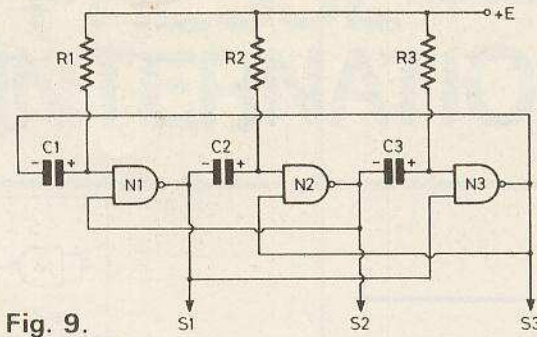 +E
R1 R2 R3
C1 C2 C3
- + - + - +
N1 N2 N3
S1 S2 S3
Fig. 9.